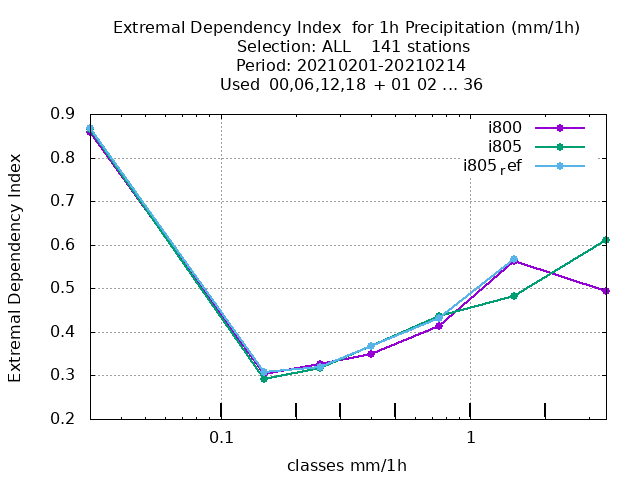 Extremal Dependency Index  for 1h Precipitation (mm/1h)
Selection: ALL    141 stations
Period: 20210201-20210214
Used  00,06,12,18  + 01 02 ... 36
i800
i805
i805 ref
0.9
0.8
0.7
0.6
0.5
0.4
0.3
0.2
Extremal Dependency Index
0.1
1
classes mm/1h